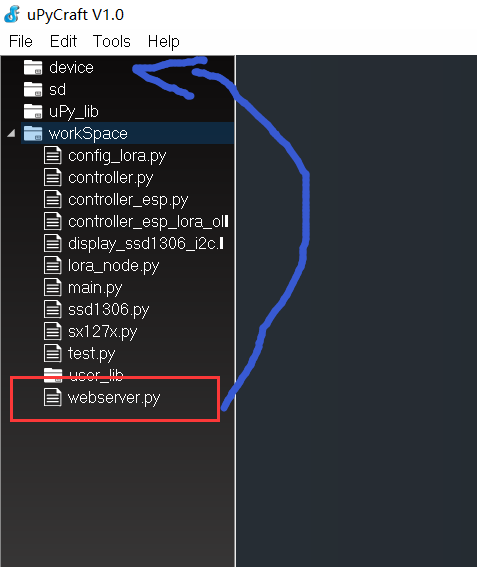 uPyCraft V1.0
File Edit Tools Help
device
sd
uPy_lib
workSpace
config_lora.py
controller.py
controller_esp.py
controller_esp_lora_ol
display_ssd1306_i2c.
lora_node.py
main.py
ssd1306.py
sx127x.py
test.py
user_lib
webserver.py